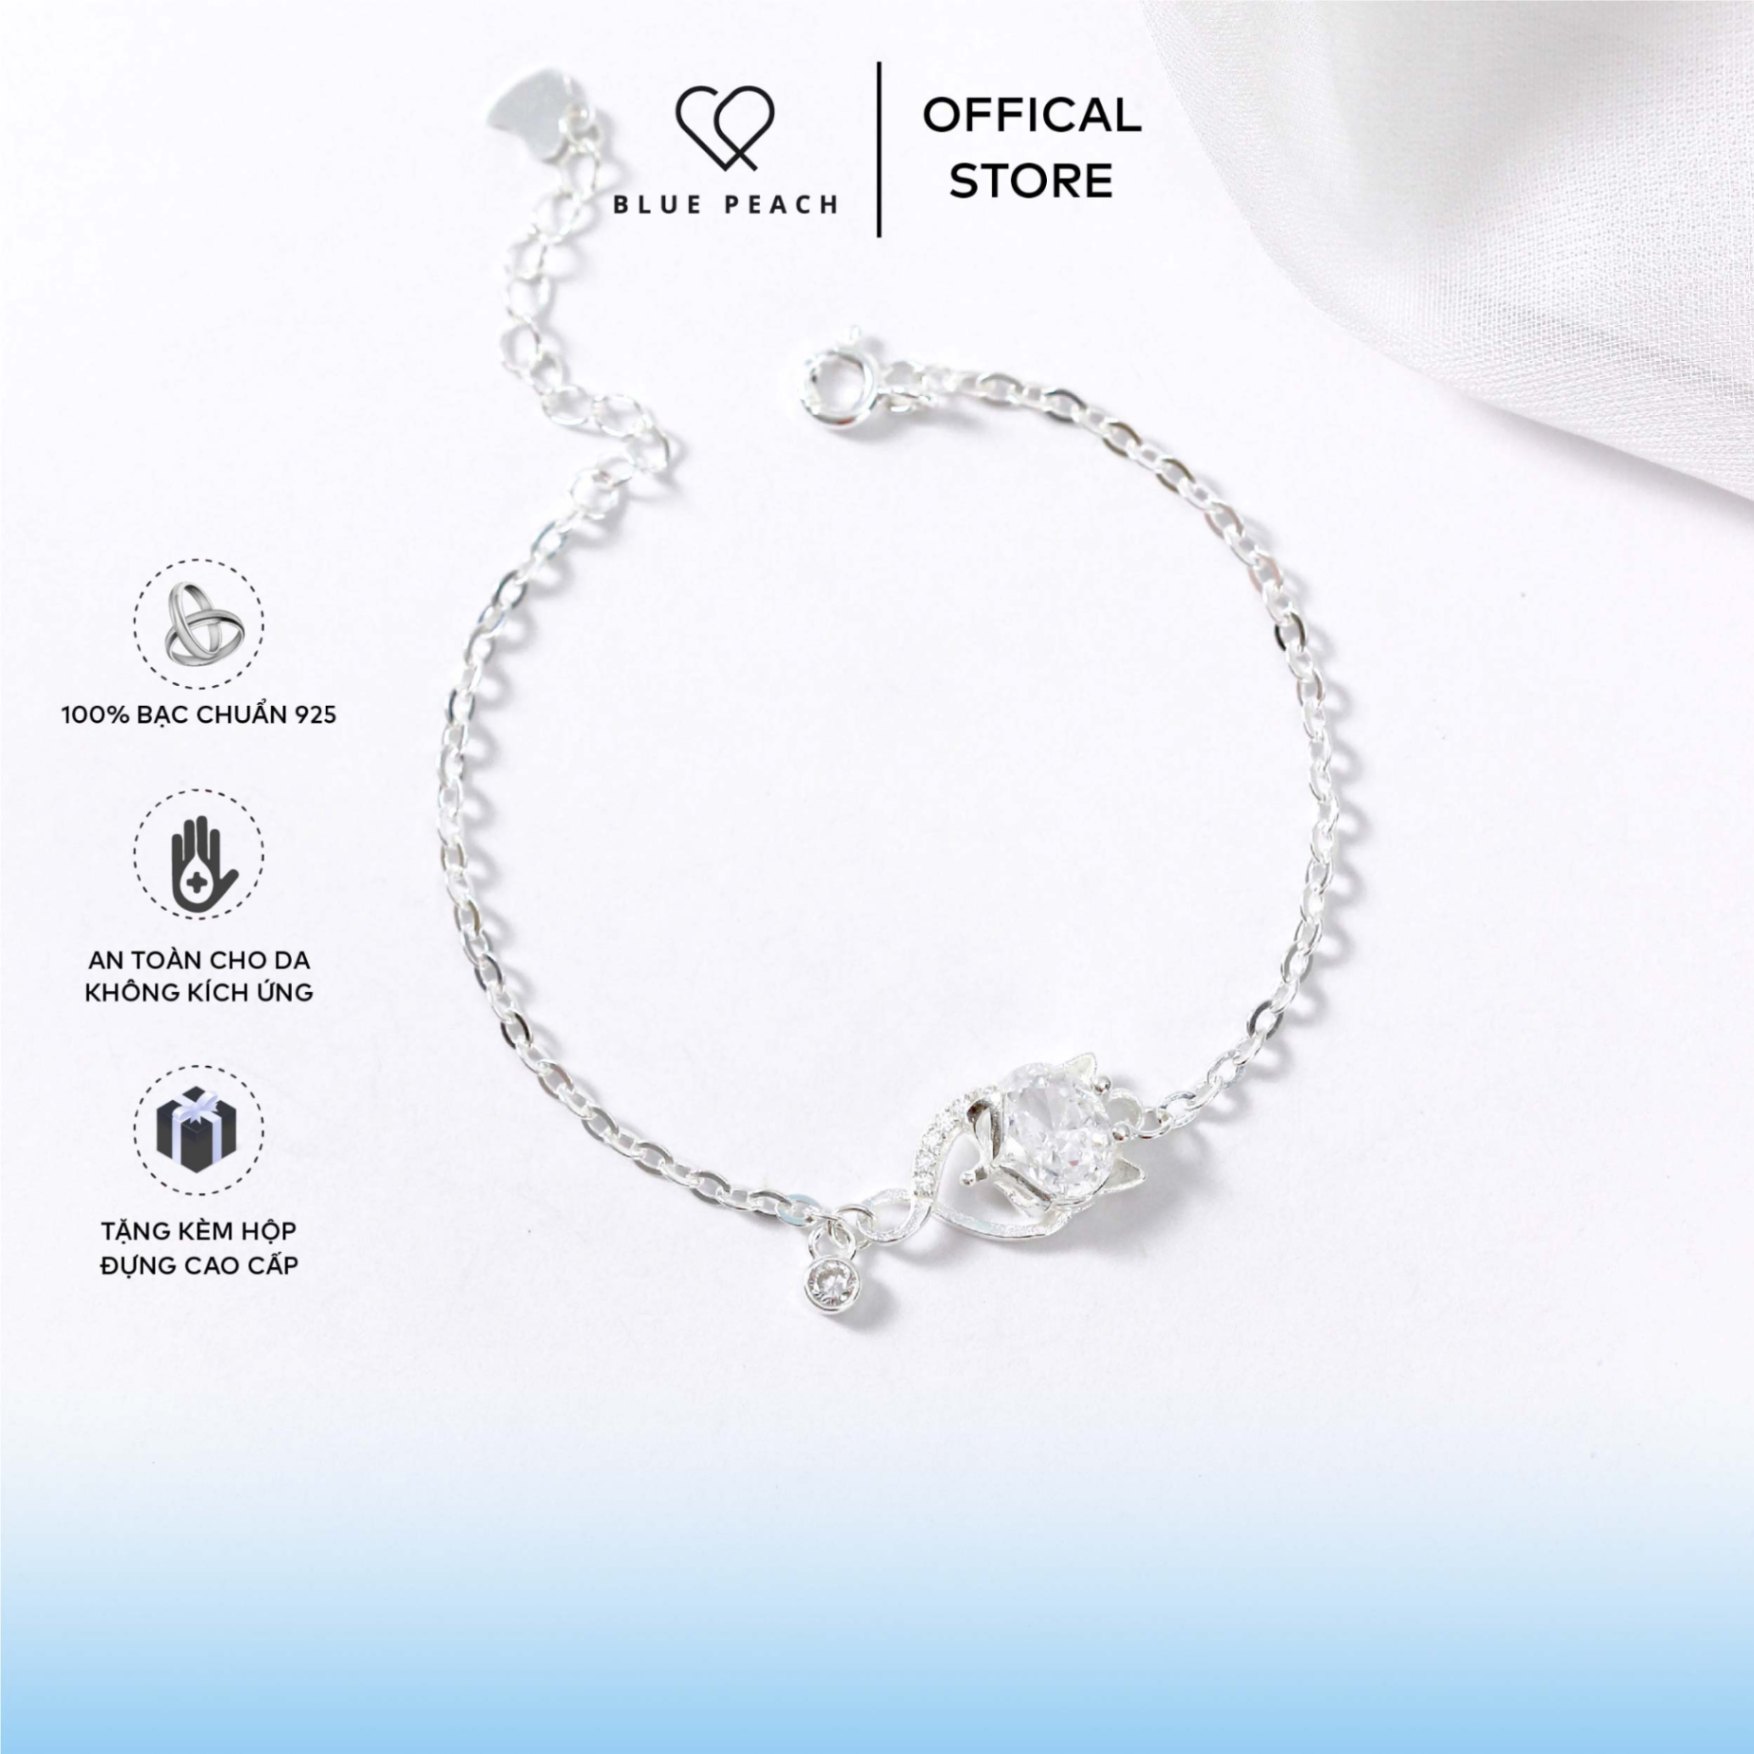 BLUE PEACH
OFFICAL
STORE
100% BẠC CHUẨN 925
AN TOÀN CHO DA
KHÔNG KÍCH ỨNG
TẶNG KÈM HỘP
ĐỰNG CAO CẤP